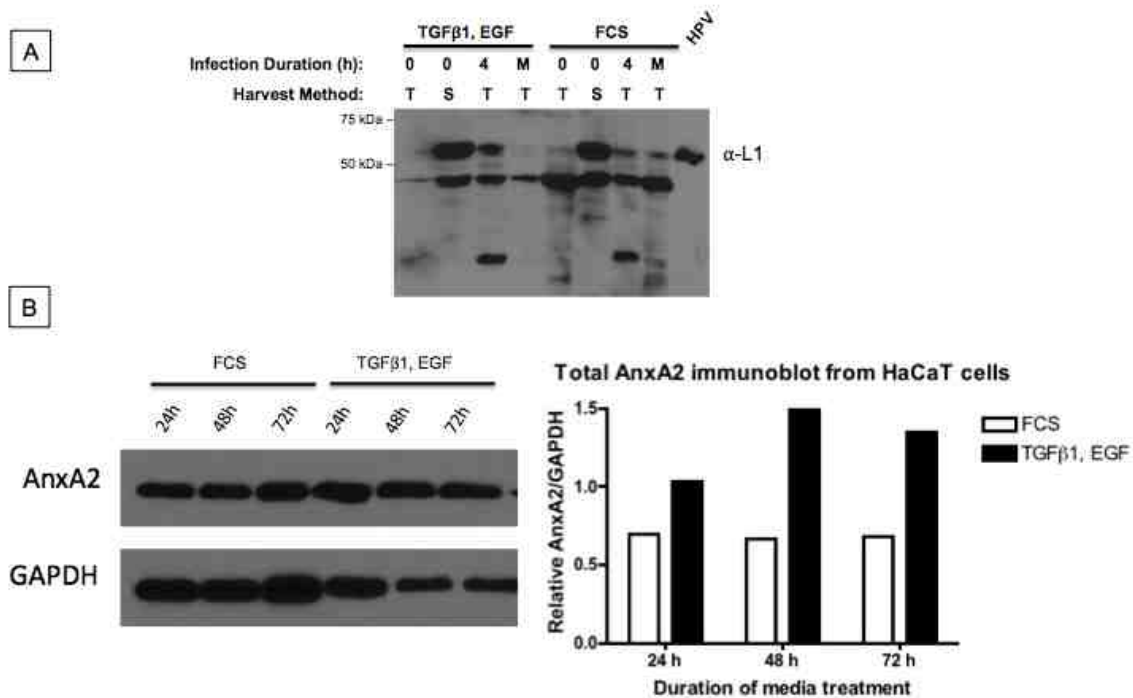 A
TGFβ1, EGF FCS HPV
Infection Duration (h): 0 0 4 M 0 0 4 M
Harvest Method: T S T T T S T T
75 kDa
50 kDa
α-L1
B
FCS TGFβ1, EGF
24h 48h 72h 24h 48h 72h
AnxA2
GAPDH
Total AnxA2 immunoblot from HaCaT cells
Relative AnxA2/GAPDH
1.5
1.0
0.5
0.0
FCS
TGFβ1, EGF
24 h 48 h 72 h
Duration of media treatment